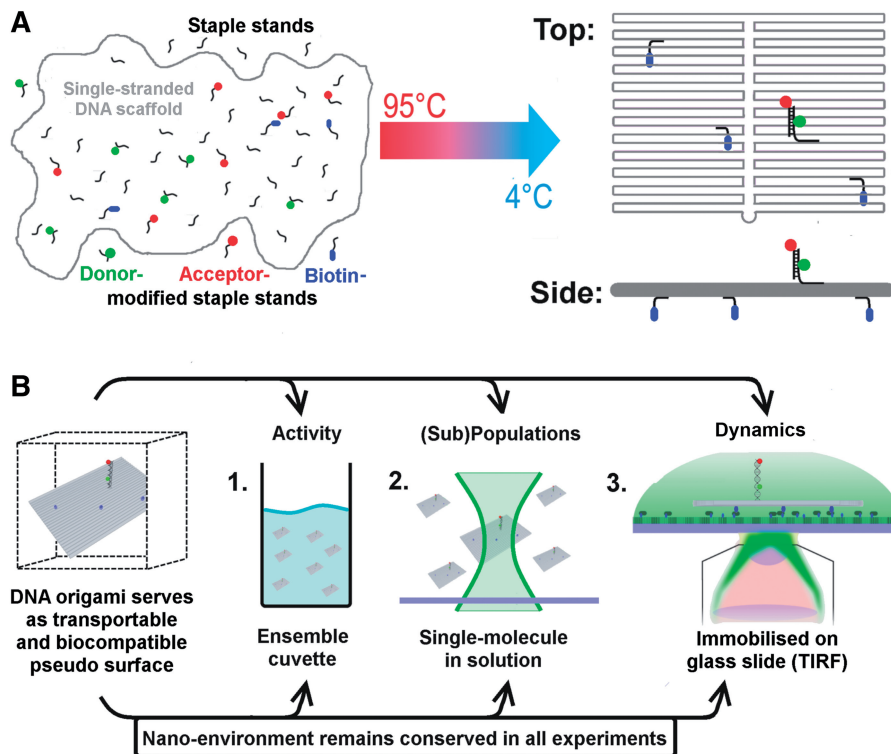 A
Staple stands
Single-stranded
DNA scaffold
Donor- Acceptor- Biotin-
modified staple stands
95°C
4°C
Top:
Side:
B
Activity
(Sub)Populations
Dynamics
1.
2.
3.
DNA origami serves
as transportable
and biocompatible
pseudo surface
Ensemble
cuvette
Single-molecule
in solution
Immobilised on
glass slide (TIRF)
Nano-environment remains conserved in all experiments